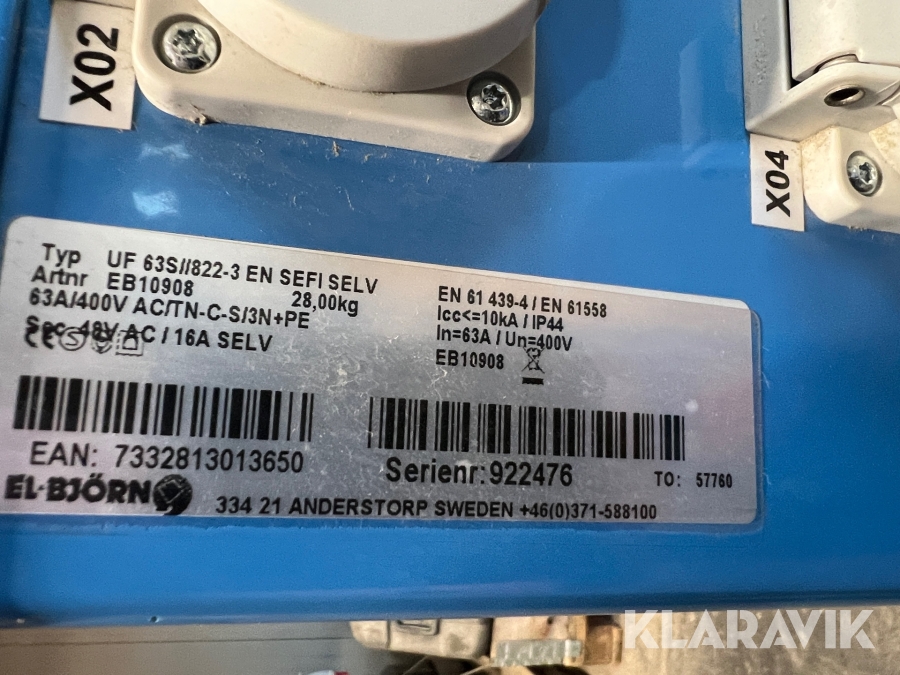 X02
X04
Typ UF 63S//822-3 EN SEFI SELV
Artnr EB10908 28,00kg
63A/400V AC/TN-C-S/3N+PE
Sec. 48V AC / 16A SELV
CE
EN 61 439-4 / EN 61558
Icc<=10kA / IP44
In=63A / Un=400V
EB10908
EAN: 7332813013650
Serienr: 922476
TO: 57760
EL-BJÖRN
334 21 ANDERSTORP SWEDEN +46(0)371-588100
KLARAVIK